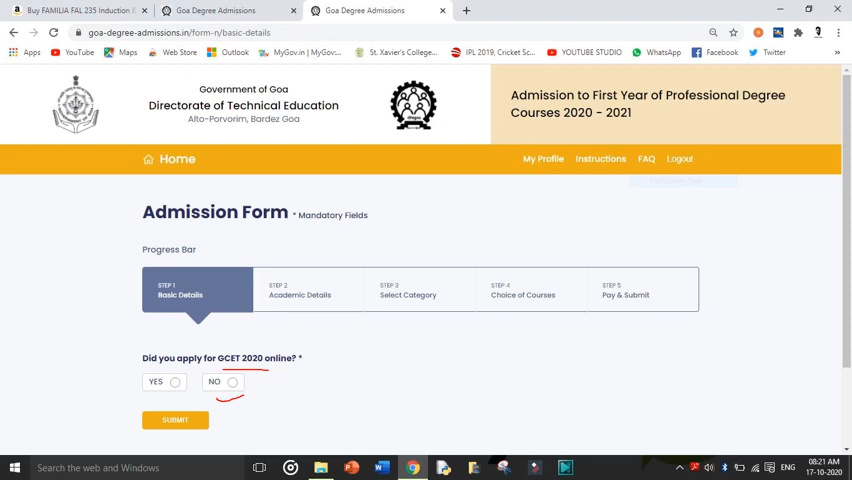 Buy FAMILIA FAL 235 Induction B
Goa Degree Admissions
Goa Degree Admissions
goa-degree-admissions.in/form-n/basic-details
Apps
YouTube
Maps
Web Store
Outlook
MyGov.in | MyGov:...
St. Xavier's College...
IPL 2019, Cricket Sc...
YOUTUBE STUDIO
WhatsApp
Facebook
Twitter
Government of Goa
Directorate of Technical Education
Alto-Porvorim, Bardez Goa
Admission to First Year of Professional Degree
Courses 2020 - 2021
Home
My Profile
Instructions
FAQ
Logout
Admission Form * Mandatory Fields
Progress Bar
STEP 1
Basic Details
STEP 2
Academic Details
STEP 3
Select Category
STEP 4
Choice of Courses
STEP 5
Pay & Submit
Did you apply for GCET 2020 online? *
YES
NO
SUBMIT
Search the web and Windows
ENG
08:21 AM
17-10-2020